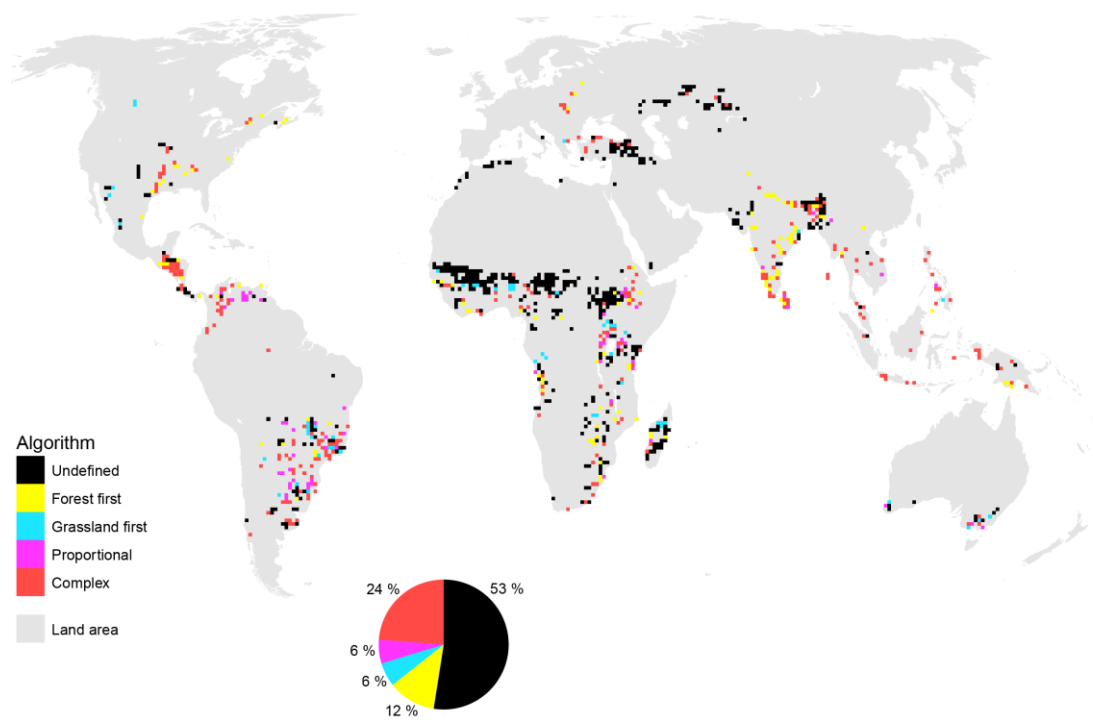 Algorithm
Undefined
Forest first
Grassland first
Proportional
Complex
Land area
24 %
53 %
6 %
6 %
12 %